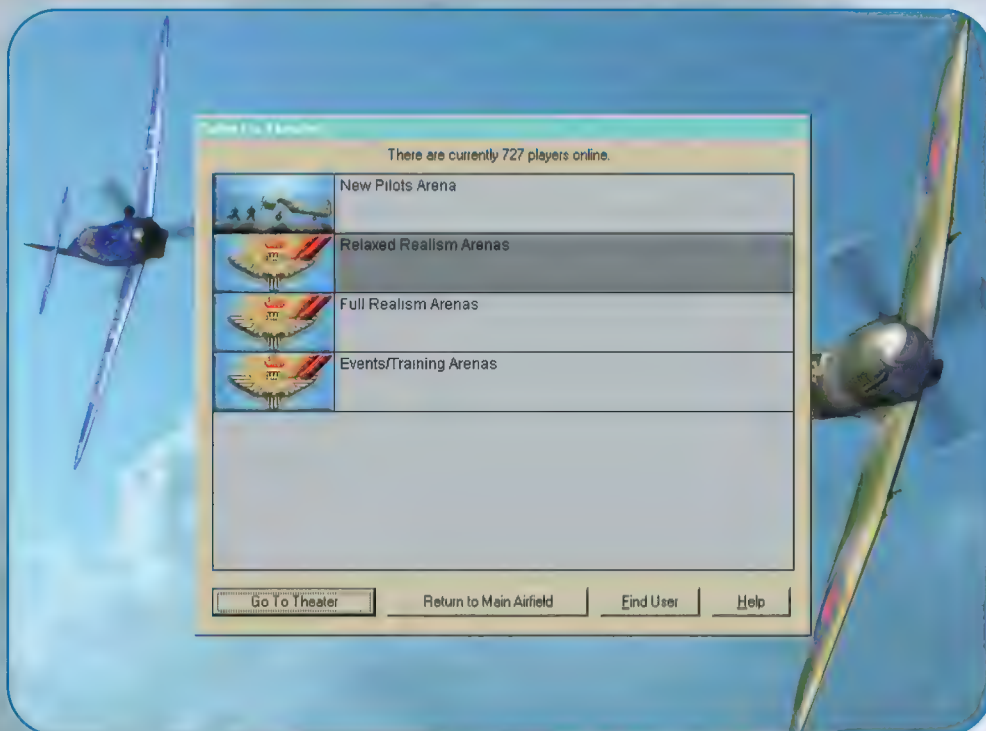 There are currently 727 players online.
New Pilots Arena
Relaxed Realism Arenas
Full Realism Arenas
Events/Training Arenas
Go To Theater
Return to Main Airfield
Find User
Help